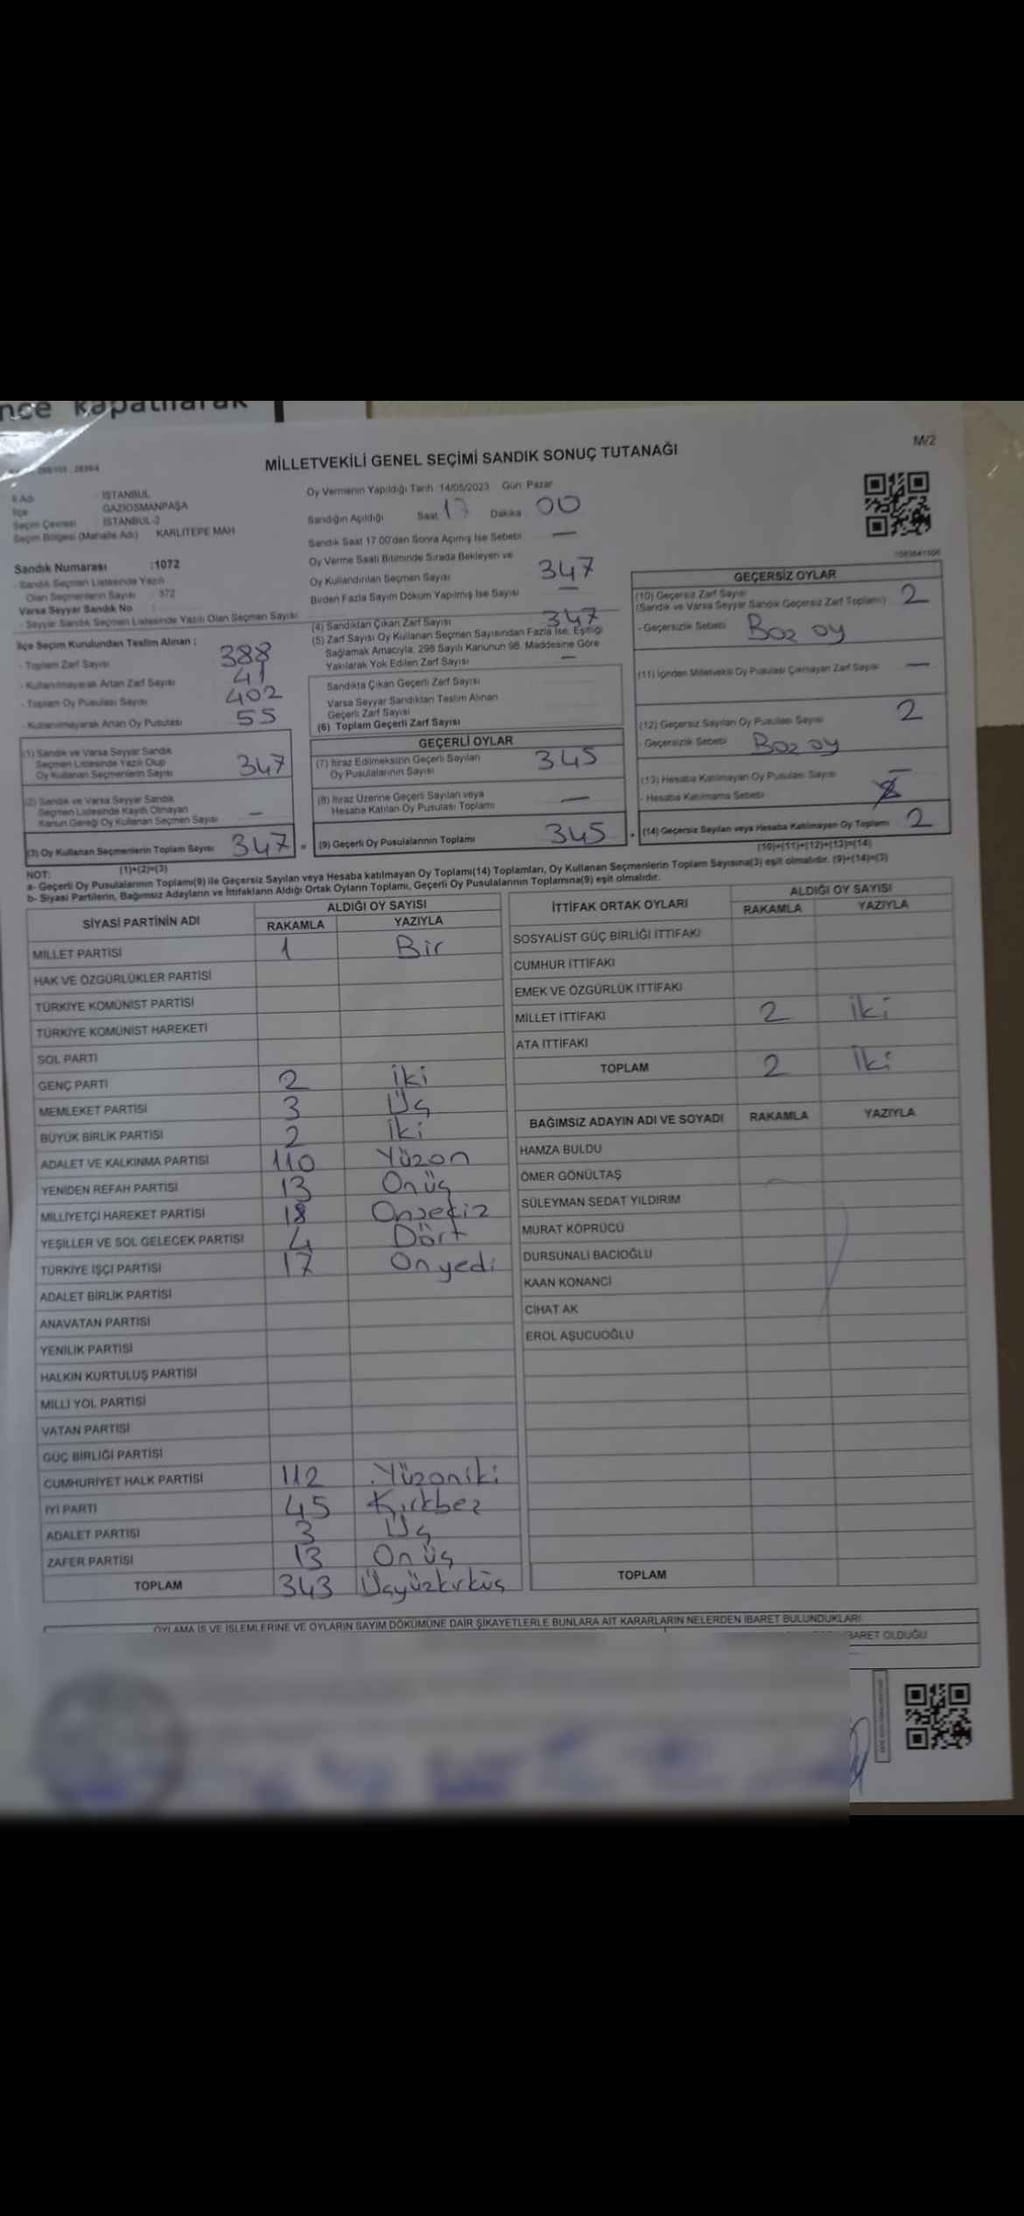 nce kapatılarak
M/2
MİLLETVEKİLİ GENEL SEÇİMİ SANDIK SONUÇ TUTANAĞI
İl Adı : İSTANBUL
İlçe : GAZİOSMANPAŞA
Seçim Çevresi : İSTANBUL-2
Seçim Bölgesi (Mahalle Adı) : KARLITEPE MAH
Oy Vermenin Yapıldığı Tarih :14/05/2023 Gün: Pazar
Sandığın Açıldığı Saat 17 Dakika 00
Sandık Saat 17.00'den Sonra Açılmış İse Sebebi —
Oy Verme Saati Bitiminde Sırada Bekleyen ve
Oy Kullandırılan Seçmen Sayısı 347
Birden Fazla Sayım Döküm Yapılmış İse Sayısı —
Sandık Numarası :1072
- Sandık Seçmen Listesinde Yazılı
Olan Seçmenlerin Sayısı : 372
Varsa Seyyar Sandık No :
- Seyyar Sandık Seçmen Listesinde Yazılı Olan Seçmen Sayısı:
İlçe Seçim Kurulundan Teslim Alınan :
- Toplam Zarf Sayısı 388
- Kullanılmayarak Artan Zarf Sayısı 41
- Toplam Oy Pusulası Sayısı 402
- Kullanılmayarak Artan Oy Pusulası 55
(1) Sandık ve Varsa Seyyar Sandık
Seçmen Listesinde Yazılı Olup
Oy Kullanan Seçmenlerin Sayısı 347
(2) Sandık ve Varsa Seyyar Sandık
Seçmen Listesinde Kayıtlı Olmayan
Kanun Gereği Oy Kullanan Seçmen Sayısı —
(3) Oy Kullanan Seçmenlerin Toplam Sayısı 347 =
(1)+(2)=(3)
(4) Sandıktan Çıkan Zarf Sayısı 347
(5) Zarf Sayısı Oy Kullanan Seçmen Sayısından Fazla İse, Eşitliği
Sağlamak Amacıyla, 298 Sayılı Kanunun 98. Maddesine Göre
Yakılarak Yok Edilen Zarf Sayısı —
Sandıkta Çıkan Geçerli Zarf Sayısı
Varsa Seyyar Sandıktan Teslim Alınan
Geçerli Zarf Sayısı
(6) Toplam Geçerli Zarf Sayısı
GEÇERLİ OYLAR
(7) İtiraz Edilmeksizin Geçerli Sayılan
Oy Pusulalarının Sayısı 345
(8) İtiraz Üzerine Geçerli Sayılan veya
Hesaba Katılan Oy Pusulası Toplamı —
(9) Geçerli Oy Pusulalarının Toplamı 345 +
GEÇERSİZ OYLAR
(10) Geçersiz Zarf Sayısı
(Sandık ve Varsa Seyyar Sandık Geçersiz Zarf Toplamı) 2
- Geçersizlik Sebebi Boz oy
(11) İçinden Milletvekili Oy Pusulası Çıkmayan Zarf Sayısı —
(12) Geçersiz Sayılan Oy Pusulası Sayısı 2
- Geçersizlik Sebebi Boz oy
(13) Hesaba Katılmayan Oy Pusulası Sayısı —
- Hesaba Katılmama Sebebi
(14) Geçersiz Sayılan veya Hesaba Katılmayan Oy Toplamı 2
(10)+(11)+(12)+(13)=(14)
NOT:
a- Geçerli Oy Pusulalarının Toplamı(9) ile Geçersiz Sayılan veya Hesaba katılmayan Oy Toplamı(14) Toplamları, Oy Kullanan Seçmenlerin Toplam Sayısına(3) eşit olmalıdır. (9)+(14)=(3)
b- Siyasi Partilerin, Bağımsız Adayların ve İttifakların Aldığı Ortak Oyların Toplamı, Geçerli Oy Pusulalarının Toplamına(9) eşit olmalıdır.
SİYASİ PARTİNİN ADI ALDIĞI OY SAYISI
RAKAMLA YAZIYLA
MİLLET PARTİSİ 1 Bir
HAK VE ÖZGÜRLÜKLER PARTİSİ
TÜRKİYE KOMÜNİST PARTİSİ
TÜRKİYE KOMÜNİST HAREKETİ
SOL PARTİ
GENÇ PARTİ 2 İki
MEMLEKET PARTİSİ 3 Üç
BÜYÜK BİRLİK PARTİSİ 2 İki
ADALET VE KALKINMA PARTİSİ 110 Yüzon
YENİDEN REFAH PARTİSİ 13 Onüç
MİLLİYETÇİ HAREKET PARTİSİ 18 Onsekiz
YEŞİLLER VE SOL GELECEK PARTİSİ 4 Dört
TÜRKİYE İŞÇİ PARTİSİ 17 Onyedi
ADALET BİRLİK PARTİSİ
ANAVATAN PARTİSİ
YENİLİK PARTİSİ
HALKIN KURTULUŞ PARTİSİ
MİLLİ YOL PARTİSİ
VATAN PARTİSİ
GÜÇ BİRLİĞİ PARTİSİ
CUMHURİYET HALK PARTİSİ 112 Yüzoniki
İYİ PARTİ 45 Kırkbeş
ADALET PARTİSİ 3 Üç
ZAFER PARTİSİ 13 Onüç
TOPLAM 343 Üçyüzkırküç
İTTİFAK ORTAK OYLARI ALDIĞI OY SAYISI
RAKAMLA YAZIYLA
SOSYALİST GÜÇ BİRLİĞİ İTTİFAKI
CUMHUR İTTİFAKI
EMEK VE ÖZGÜRLÜK İTTİFAKI
MİLLET İTTİFAKI 2 İki
ATA İTTİFAKI
TOPLAM 2 İki
BAĞIMSIZ ADAYIN ADI VE SOYADI RAKAMLA YAZIYLA
HAMZA BULDU
ÖMER GÖNÜLTAŞ
SÜLEYMAN SEDAT YILDIRIM
MURAT KÖPRÜCÜ
DURSUNALİ BACIOĞLU
KAAN KONANCİ
CİHAT AK
EROL AŞUCUOĞLU
TOPLAM
OYLAMA İŞ VE İŞLEMLERİNE VE OYLARIN SAYIM DÖKÜMÜNE DAİR ŞİKAYETLERLE BUNLARA AİT KARARLARIN NELERDEN İBARET BULUNDUKLARI
BARET OLDUĞU